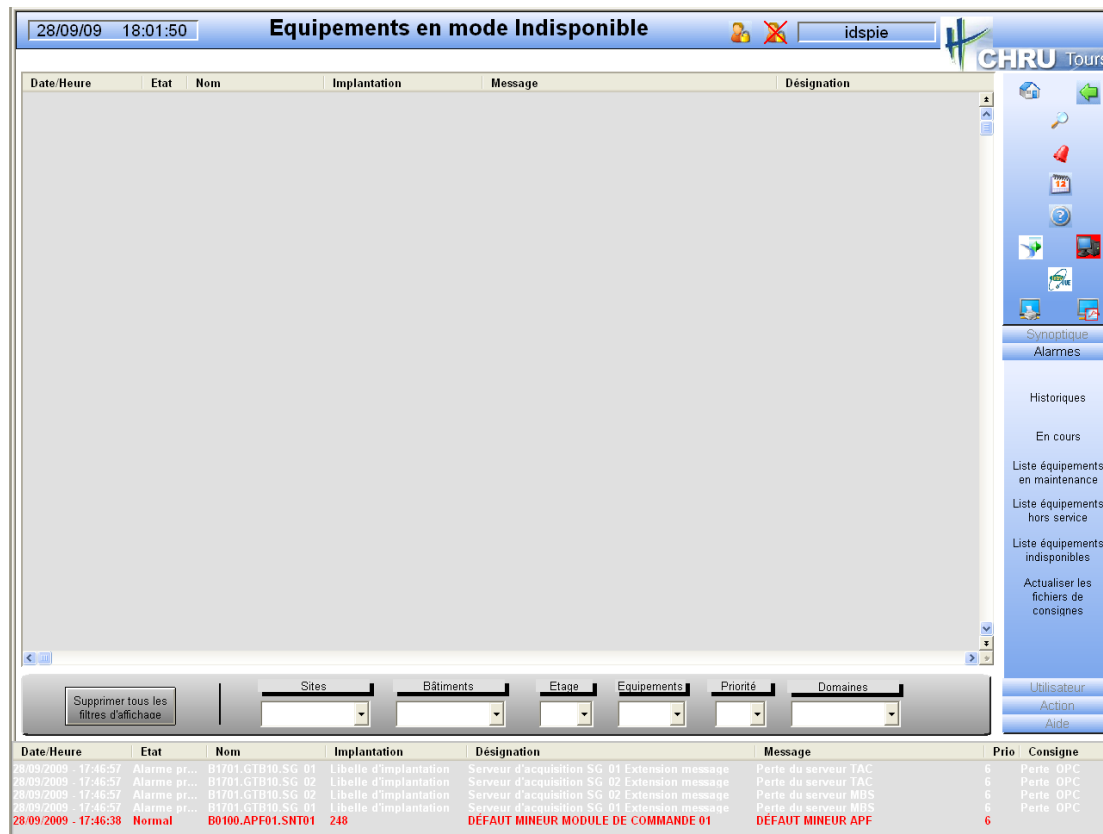 28/09/09 18:01:50 Equipements en mode Indisponible idspie
CHRU Tours
Date/Heure Etat Nom Implantation Message Désignation
12
Synoptique
Alarmes
Historiques
En cours
Liste équipements
en maintenance
Liste équipements
hors service
Liste équipements
indisponibles
Actualiser les
fichiers de
consignes
Utilisateur
Action
Aide
Supprimer tous les
filtres d'affichage
Sites Bâtiments Etage Equipements Priorité Domaines
Date/Heure Etat Nom Implantation Désignation Message Prio Consigne
28/09/2009 - 17:46:57 Alarme pr... B1701.GTB10.SG 01 Libelle d'implantation Serveur d'acquisition SG 01 Extension message Perte du serveur TAC 6 Perte OPC
28/09/2009 - 17:46:57 Alarme pr... B1701.GTB10.SG 02 Libelle d'implantation Serveur d'acquisition SG 02 Extension message Perte du serveur TAC 6 Perte OPC
28/09/2009 - 17:46:57 Alarme pr... B1701.GTB10.SG 02 Libelle d'implantation Serveur d'acquisition SG 02 Extension message Perte du serveur MBS 6 Perte OPC
28/09/2009 - 17:46:57 Alarme pr... B1701.GTB10.SG 01 Libelle d'implantation Serveur d'acquisition SG 01 Extension message Perte du serveur MBS 6 Perte OPC
28/09/2009 - 17:46:38 Normal B0100.APF01.SNT01 248 DÉFAUT MINEUR MODULE DE COMMANDE 01 DÉFAUT MINEUR APF 6